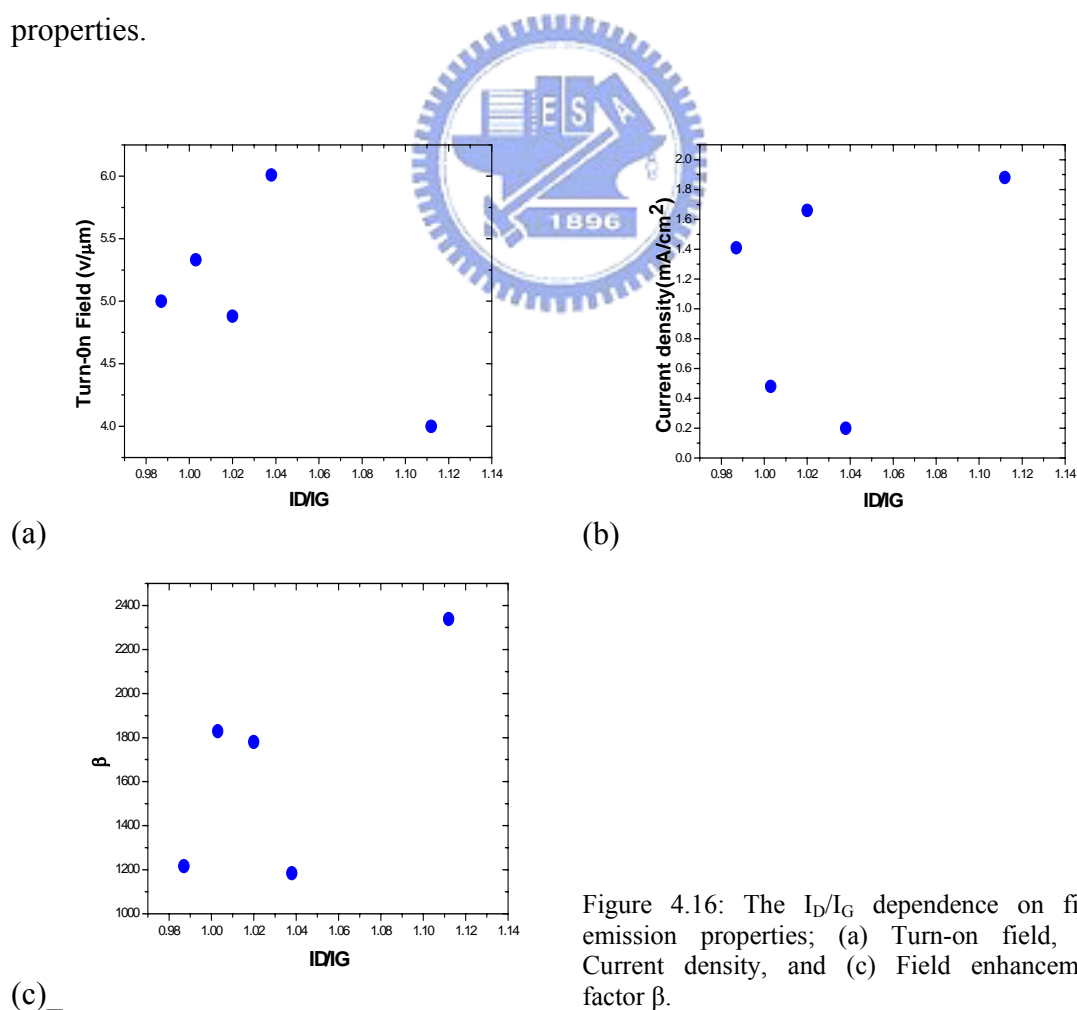 properties.
E S A
1896
6.0
5.5
5.0
4.5
4.0
Turn-0n Field (v/μm)
0.98 1.00 1.02 1.04 1.06 1.08 1.10 1.12 1.14
ID/IG
(a)
2.0
1.8
1.6
1.4
1.2
1.0
0.8
0.6
0.4
0.2
0.0
Current density(mA/cm²)
0.98 1.00 1.02 1.04 1.06 1.08 1.10 1.12 1.14
ID/IG
(b)
2400
2200
2000
1800
1600
1400
1200
1000
β
0.98 1.00 1.02 1.04 1.06 1.08 1.10 1.12 1.14
ID/IG
(c)_
Figure 4.16: The I_D/I_G dependence on fi
emission properties; (a) Turn-on field,
Current density, and (c) Field enhancem
factor β.